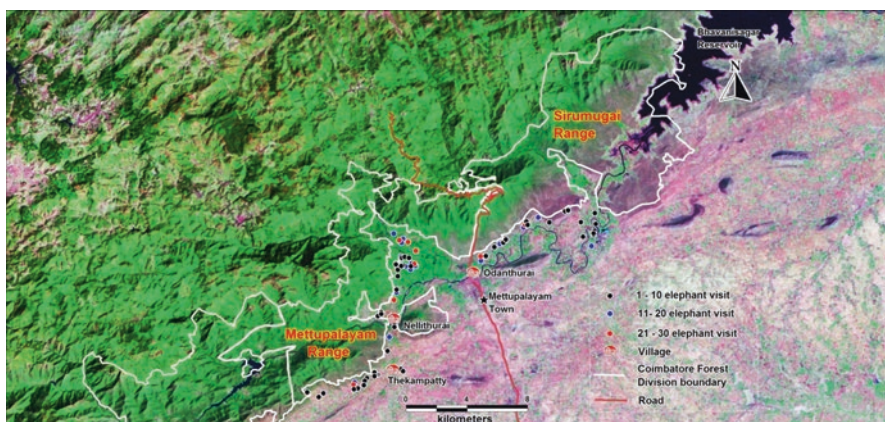 Bhavanisagar
Reservoir
N
Sirumugai
Range
Odanthurai
Mettupalayam
Town
Nellithurai
Mettupalayam
Range
Thekampatty
1 - 10 elephant visit
11- 20 elephant visit
21 - 30 elephant visit
Village
Coimbatore Forest
Division boundary
Road
0 4 8
kilometers